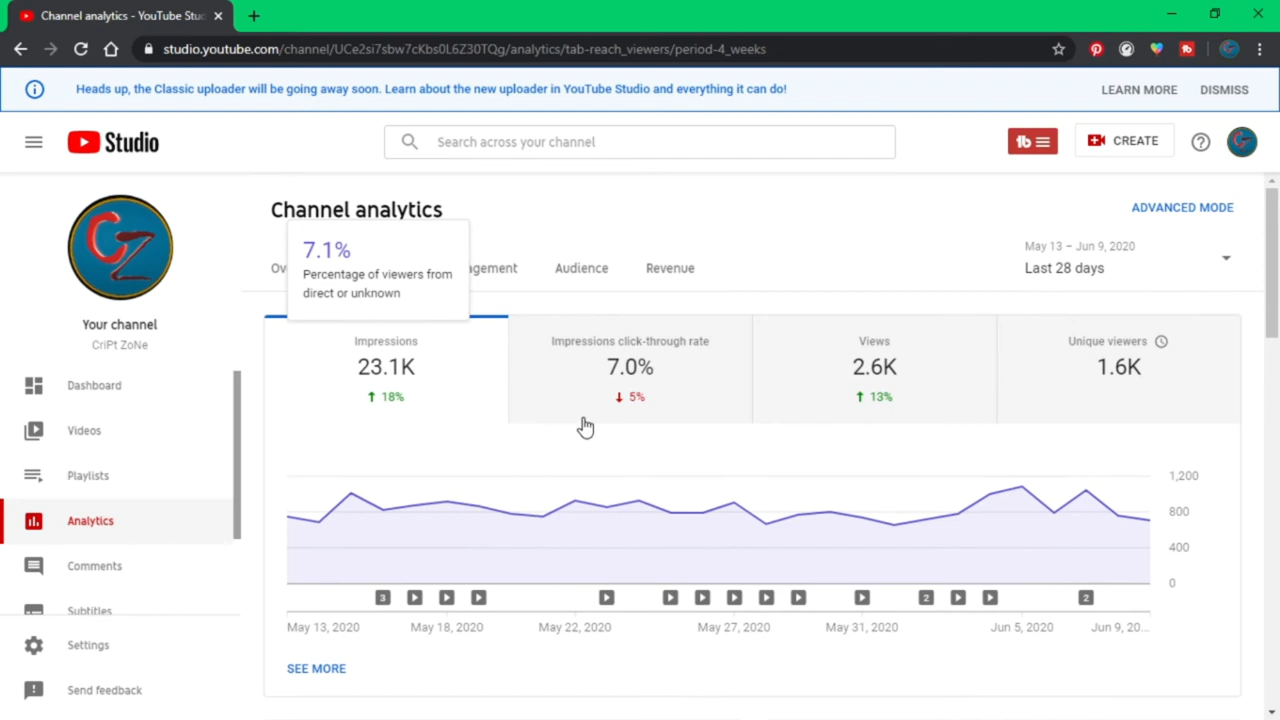 Channel analytics - YouTube Stu
studio.youtube.com/channel/UCe2si7sbw7cKbs0L6Z30TQg/analytics/tab-reach_viewers/period-4_weeks
Heads up, the Classic uploader will be going away soon. Learn about the new uploader in YouTube Studio and everything it can do!
LEARN MORE
DISMISS
Studio
Search across your channel
CREATE
CZ
Your channel
CriPt ZoNe
Dashboard
Videos
Playlists
Analytics
Comments
Subtitles
Settings
Send feedback
Channel analytics
ADVANCED MODE
7.1%
Percentage of viewers from
direct or unknown
Ov
agement
Audience
Revenue
May 13 – Jun 9, 2020
Last 28 days
Impressions
23.1K
18%
Impressions click-through rate
7.0%
5%
Views
2.6K
13%
Unique viewers
1.6K
1,200
800
400
0
3
2
2
May 13, 2020
May 18, 2020
May 22, 2020
May 27, 2020
May 31, 2020
Jun 5, 2020
Jun 9, 20...
SEE MORE